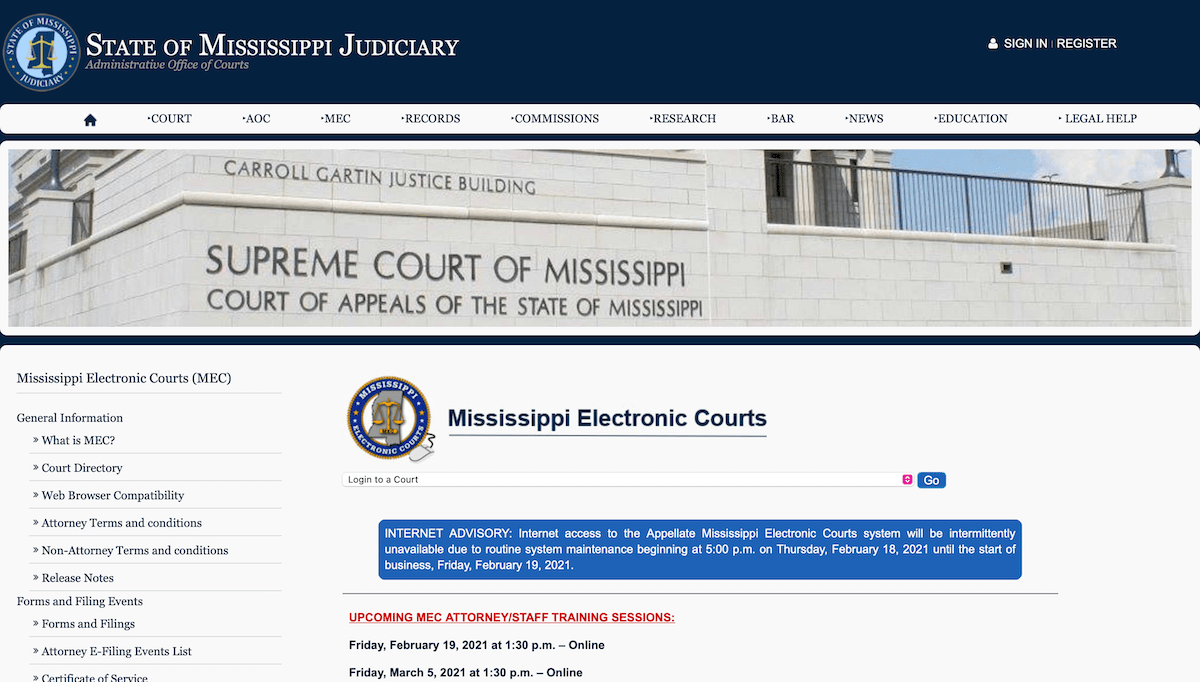 STATE OF MISSISSIPPI
JUDICIARY
State of Mississippi Judiciary
Administrative Office of Courts
SIGN IN | REGISTER
•COURT
•AOC
•MEC
•RECORDS
•COMMISSIONS
•RESEARCH
•BAR
•NEWS
•EDUCATION
• LEGAL HELP
CARROLL GARTIN JUSTICE BUILDING
SUPREME COURT OF MISSISSIPPI
COURT OF APPEALS OF THE STATE OF MISSISSIPPI
Mississippi Electronic Courts (MEC)
General Information
» What is MEC?
» Court Directory
» Web Browser Compatibility
» Attorney Terms and conditions
» Non-Attorney Terms and conditions
» Release Notes
Forms and Filing Events
» Forms and Filings
» Attorney E-Filing Events List
» Certificate of Service
MISSISSIPPI
ELECTRONIC COURTS
Mississippi Electronic Courts
Login to a Court
Go
INTERNET ADVISORY: Internet access to the Appellate Mississippi Electronic Courts system will be intermittently
unavailable due to routine system maintenance beginning at 5:00 p.m. on Thursday, February 18, 2021 until the start of
business, Friday, February 19, 2021.
UPCOMING MEC ATTORNEY/STAFF TRAINING SESSIONS:
Friday, February 19, 2021 at 1:30 p.m. – Online
Friday, March 5, 2021 at 1:30 p.m. – Online